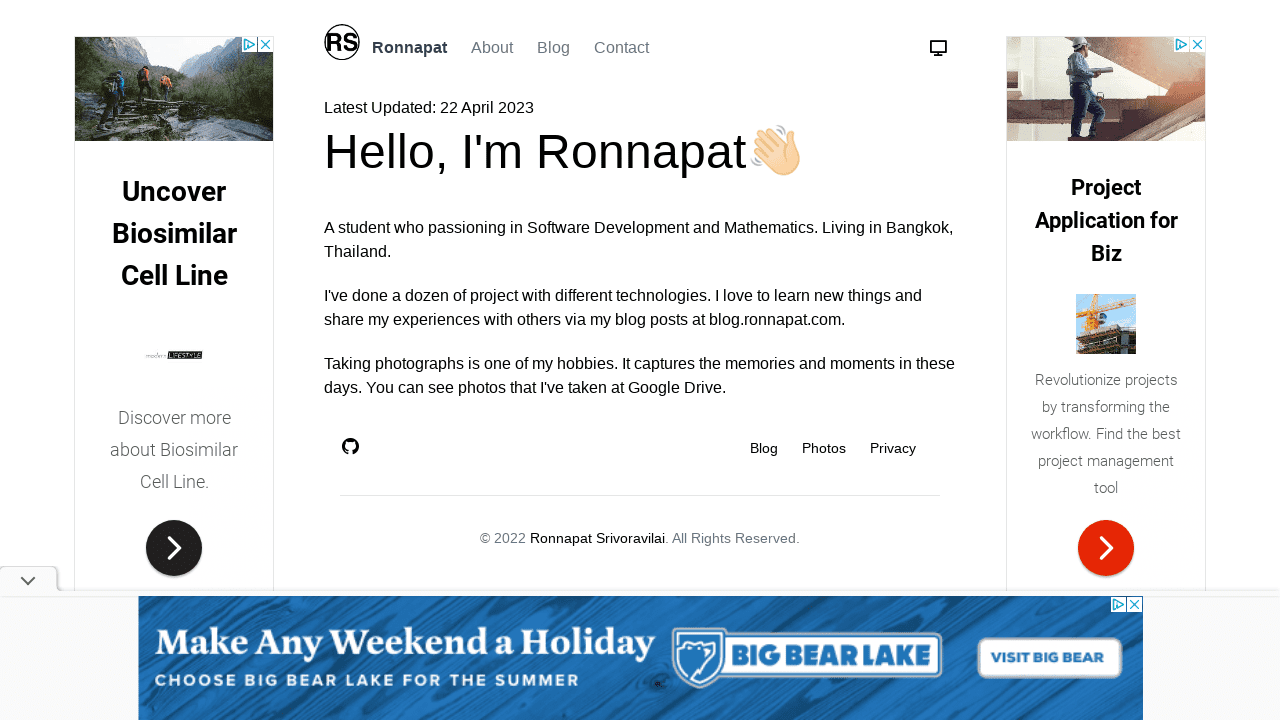 RS
Ronnapat
About
Blog
Contact
Latest Updated: 22 April 2023
Hello, I'm Ronnapat👋🏻
A student who passioning in Software Development and Mathematics. Living in Bangkok,
Thailand.
I've done a dozen of project with different technologies. I love to learn new things and
share my experiences with others via my blog posts at blog.ronnapat.com.
Taking photographs is one of my hobbies. It captures the memories and moments in these
days. You can see photos that I've taken at Google Drive.
Blog
Photos
Privacy
© 2022 Ronnapat Srivoravilai. All Rights Reserved.
Uncover
Biosimilar
Cell Line
modern LIFESTYLE
Discover more
about Biosimilar
Cell Line.
Project
Application for
Biz
Revolutionize projects
by transforming the
workflow. Find the best
project management
tool
Make Any Weekend a Holiday
CHOOSE BIG BEAR LAKE FOR THE SUMMER
BIG BEAR LAKE
VISIT BIG BEAR